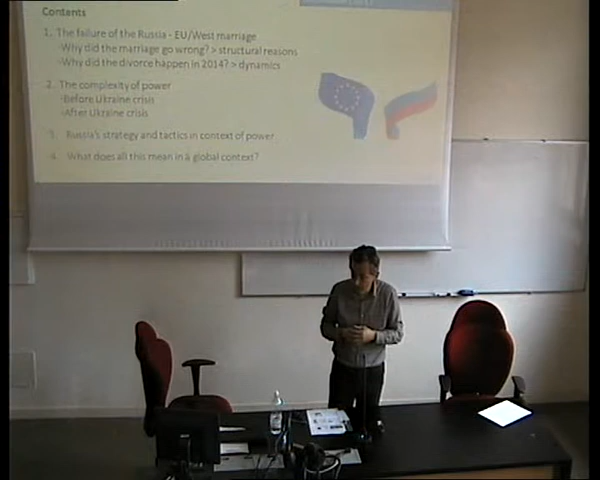 Contents
1. The failure of the Russia - EU/West marriage
-Why did the marriage go wrong? > structural reasons
-Why did the divorce happen in 2014? > dynamics
2. The complexity of power
-Before Ukraine crisis
-After Ukraine crisis
3. Russia's strategy and tactics in context of power
4. What does all this mean in a global context?